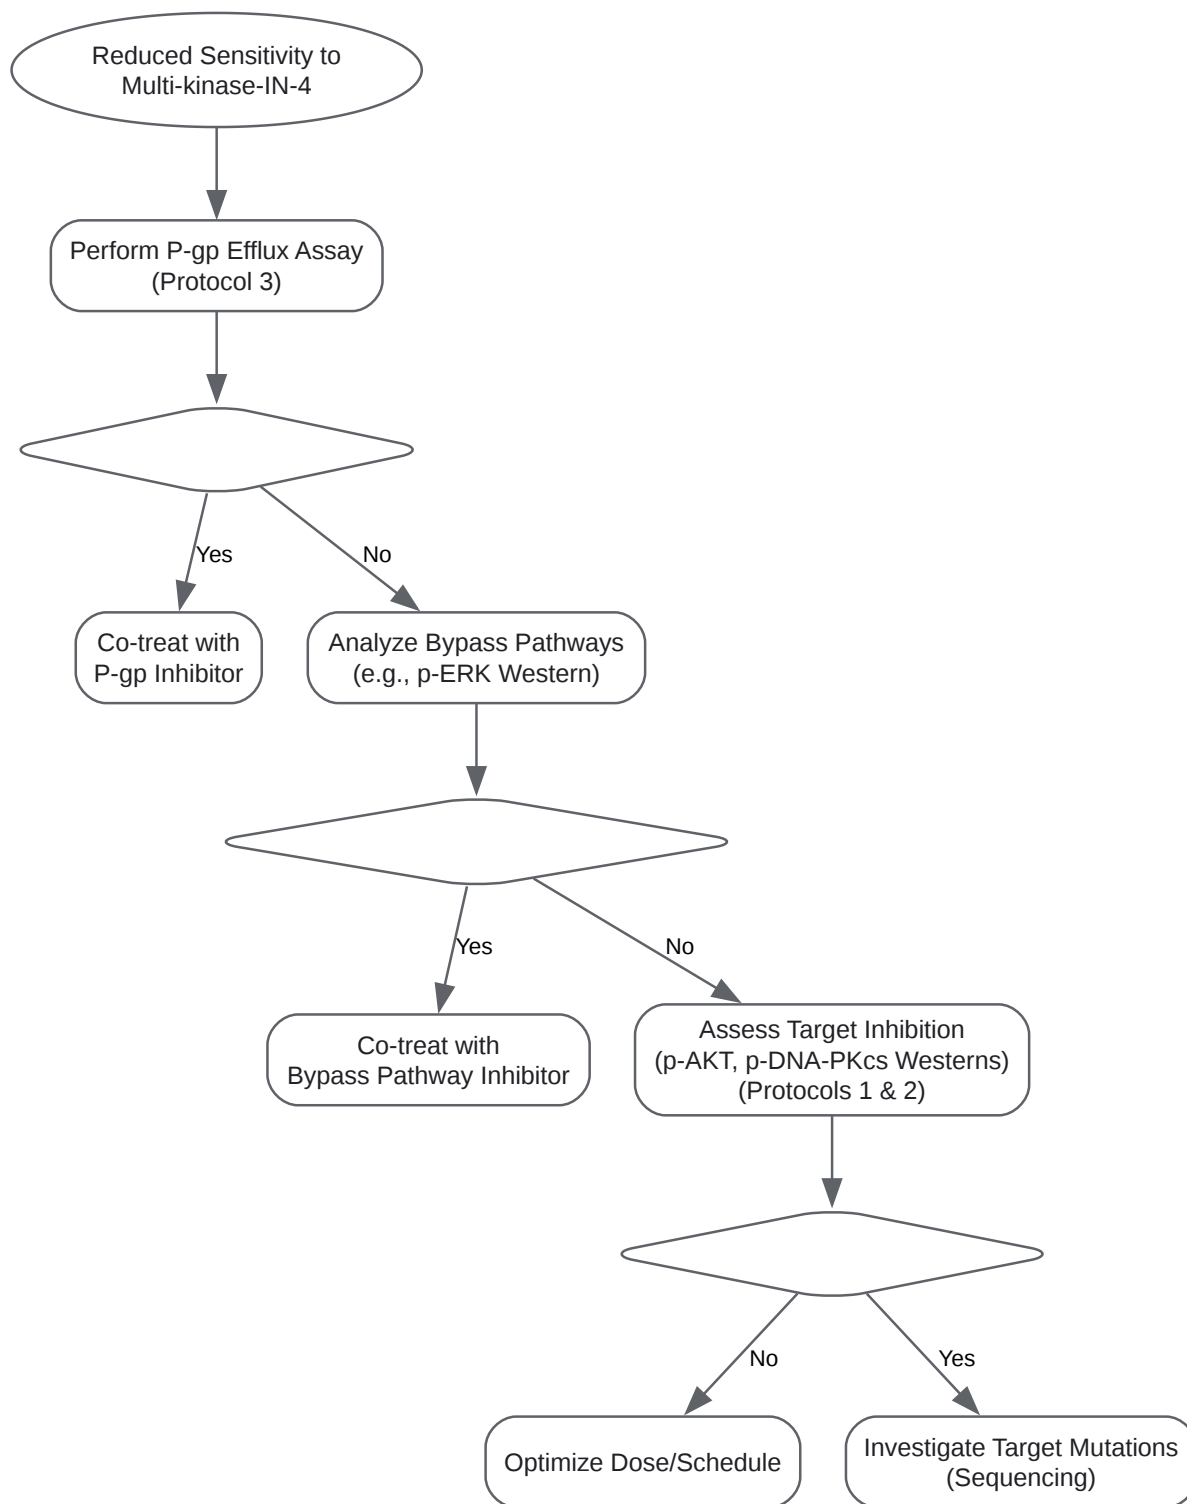 Reduced Sensitivity to
Multi-kinase-IN-4
Perform P-gp Efflux Assay
(Protocol 3)
Yes
No
Co-treat with
P-gp Inhibitor
Analyze Bypass Pathways
(e.g., p-ERK Western)
Yes
No
Co-treat with
Bypass Pathway Inhibitor
Assess Target Inhibition
(p-AKT, p-DNA-PKcs Westerns)
(Protocols 1 & 2)
No
Yes
Optimize Dose/Schedule
Investigate Target Mutations
(Sequencing)